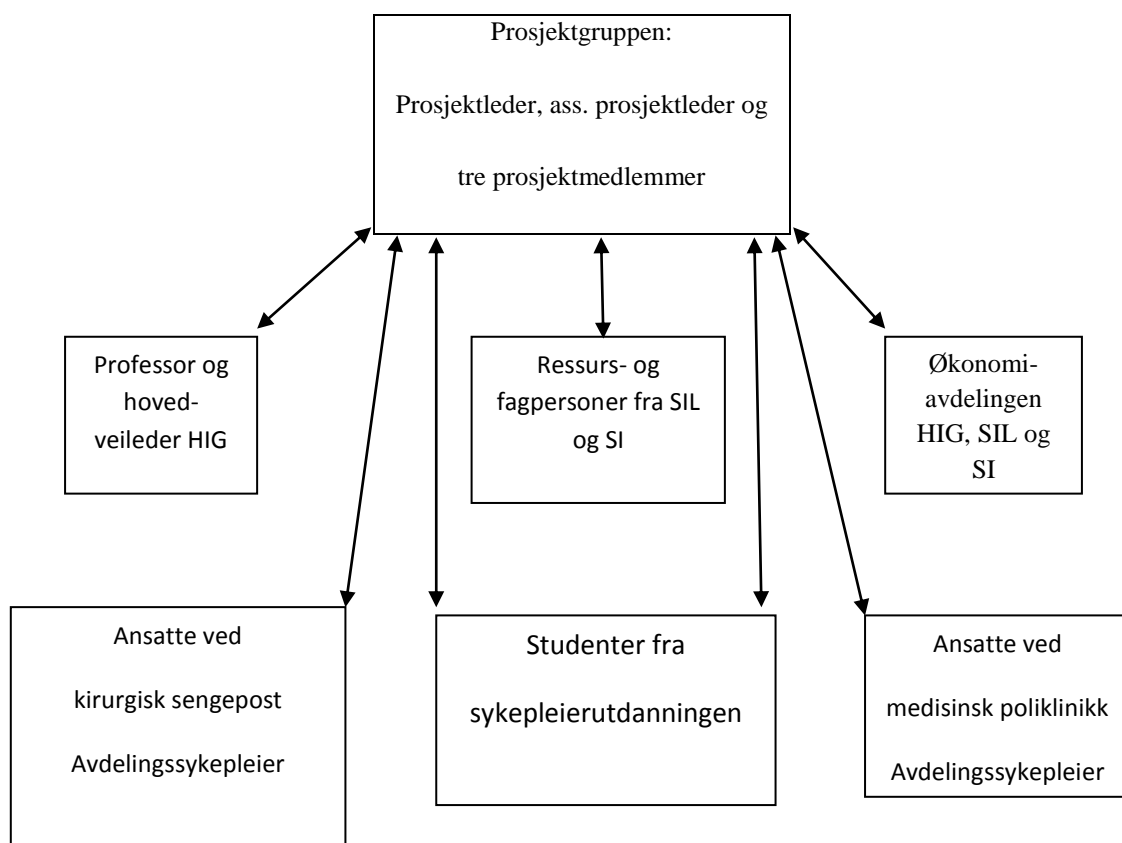 Prosjektgruppen:
Prosjektleder, ass. prosjektleder og
tre prosjektmedlemmer
Professor og
hoved-
veileder HIG
Ressurs- og
fagpersoner fra SIL
og SI
Økonomi-
avdelingen
HIG, SIL og
SI
Ansatte ved
kirurgisk sengepost
Avdelingssykepleier
Studenter fra
sykepleierutdanningen
Ansatte ved
medisinsk poliklinikk
Avdelingssykepleier